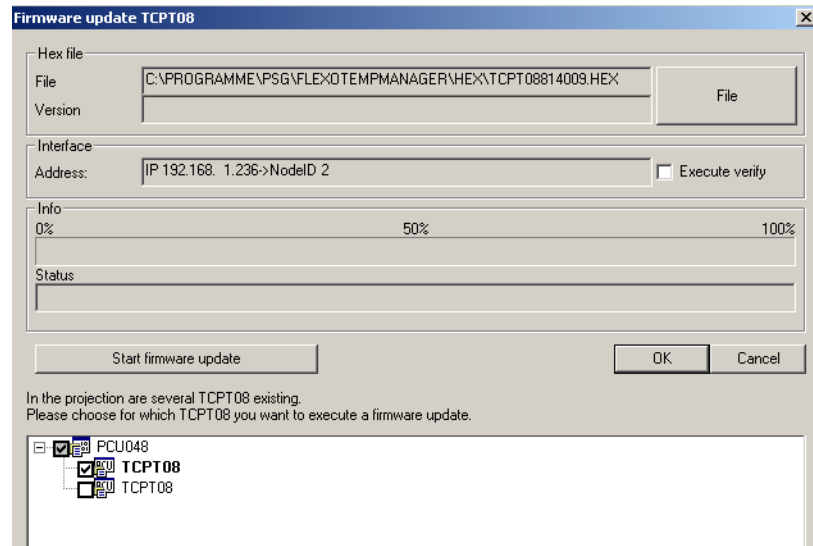 Firmware update TCPT08
Hex file
File
C:\PROGRAMME\PSG\FLEXOTEMPMANAGER\HEX\TCPT08814009.HEX
File
Version
Interface
Address:
IP 192.168.  1.236->NodeID 2
Execute verify
Info
0%
50%
100%
Status
Start firmware update
OK
Cancel
In the projection are several TCPT08 existing.
Please choose for which TCPT08 you want to execute a firmware update.
PCU048
TCPT08
TCPT08